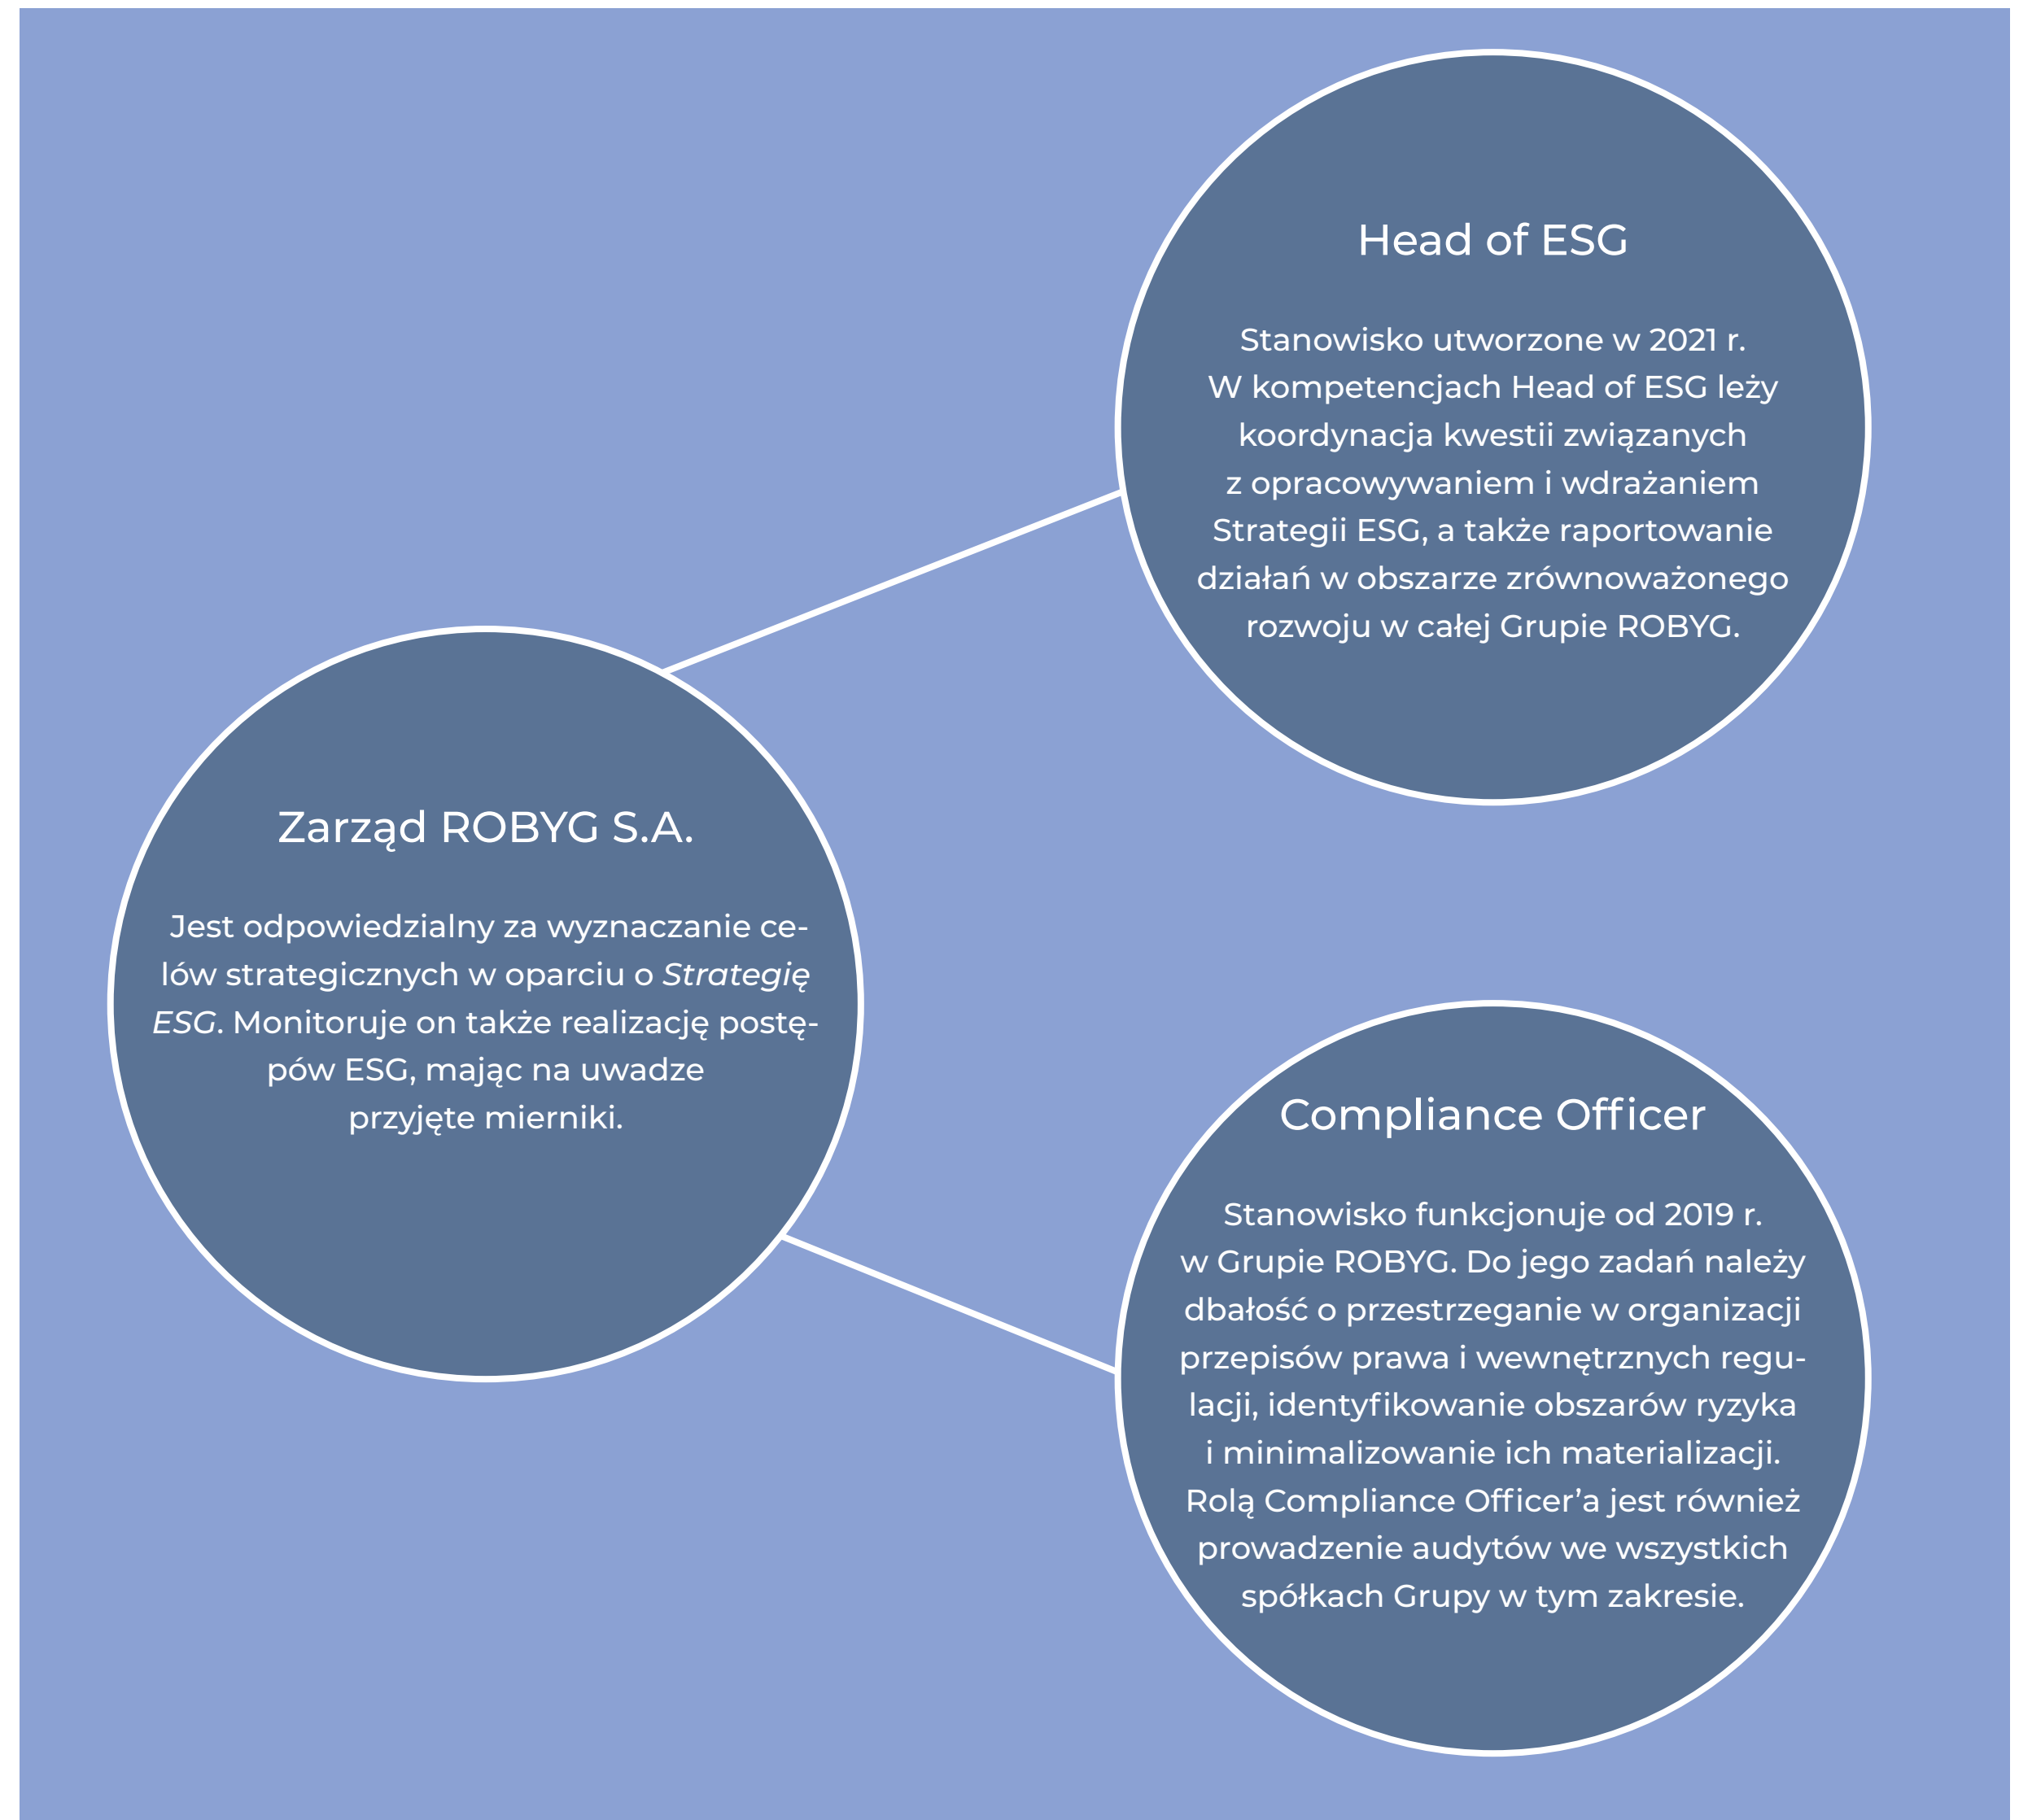 Head of ESG
Stanowisko utworzone w 2021 r.
W kompetencjach Head of ESG leży
koordynacja kwestii związanych
z opracowywaniem i wdrażaniem
Strategii ESG, a także raportowanie
działań w obszarze zrównoważonego
rozwoju w całej Grupie ROBYG.
Zarząd ROBYG S.A.
Jest odpowiedzialny za wyznaczanie ce-
lów strategicznych w oparciu o Strategię
ESG. Monitoruje on także realizację postę-
pów ESG, mając na uwadze
przyjęte mierniki.
Compliance Officer
Stanowisko funkcjonuje od 2019 r.
w Grupie ROBYG. Do jego zadań należy
dbałość o przestrzeganie w organizacji
przepisów prawa i wewnętrznych regu-
lacji, identyfikowanie obszarów ryzyka
i minimalizowanie ich materializacji.
Rolą Compliance Officer’a jest również
prowadzenie audytów we wszystkich
spółkach Grupy w tym zakresie.